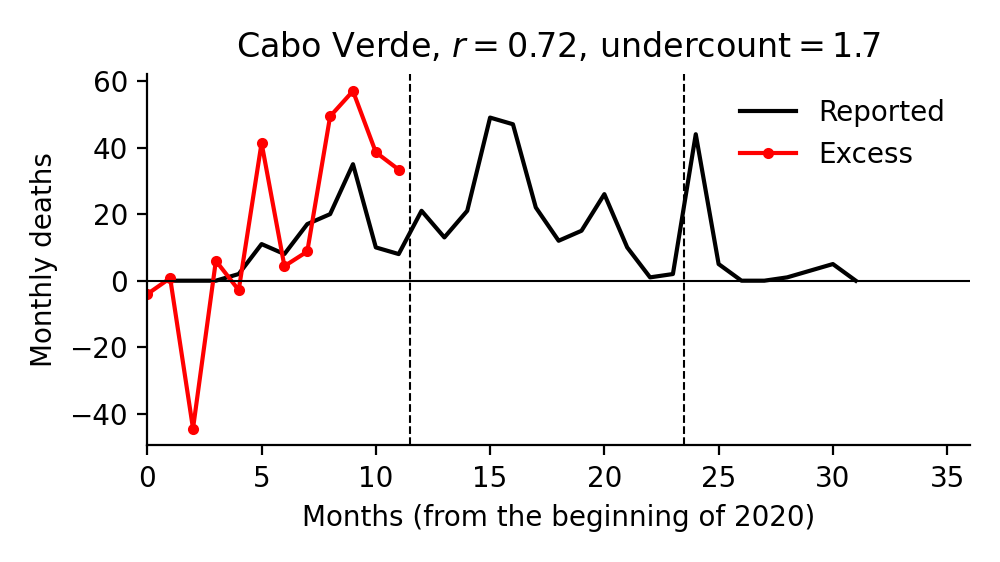 Cabo Verde, r = 0.72, undercount = 1.7
Reported
Excess
Monthly deaths
60
40
20
0
−20
−40
0 5 10 15 20 25 30 35
Months (from the beginning of 2020)